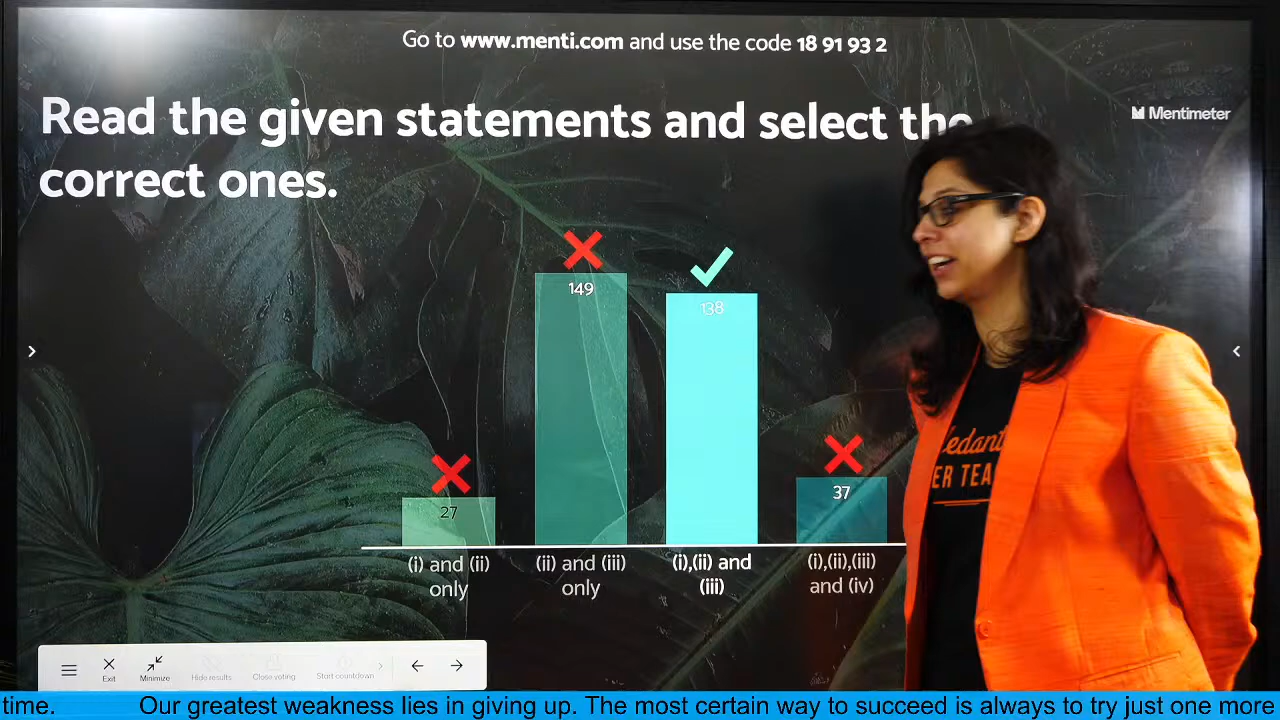 Go to www.menti.com and use the code 18 91 93 2
Mentimeter
Read the given statements and select the
correct ones.
149
138
27
37
(i) and (ii)
only
(ii) and (iii)
only
(i),(ii) and
(iii)
(i),(ii),(iii)
and (iv)
Exit
Minimize
Hide results
Close voting
Start countdown
time. Our greatest weakness lies in giving up. The most certain way to succeed is always to try just one more